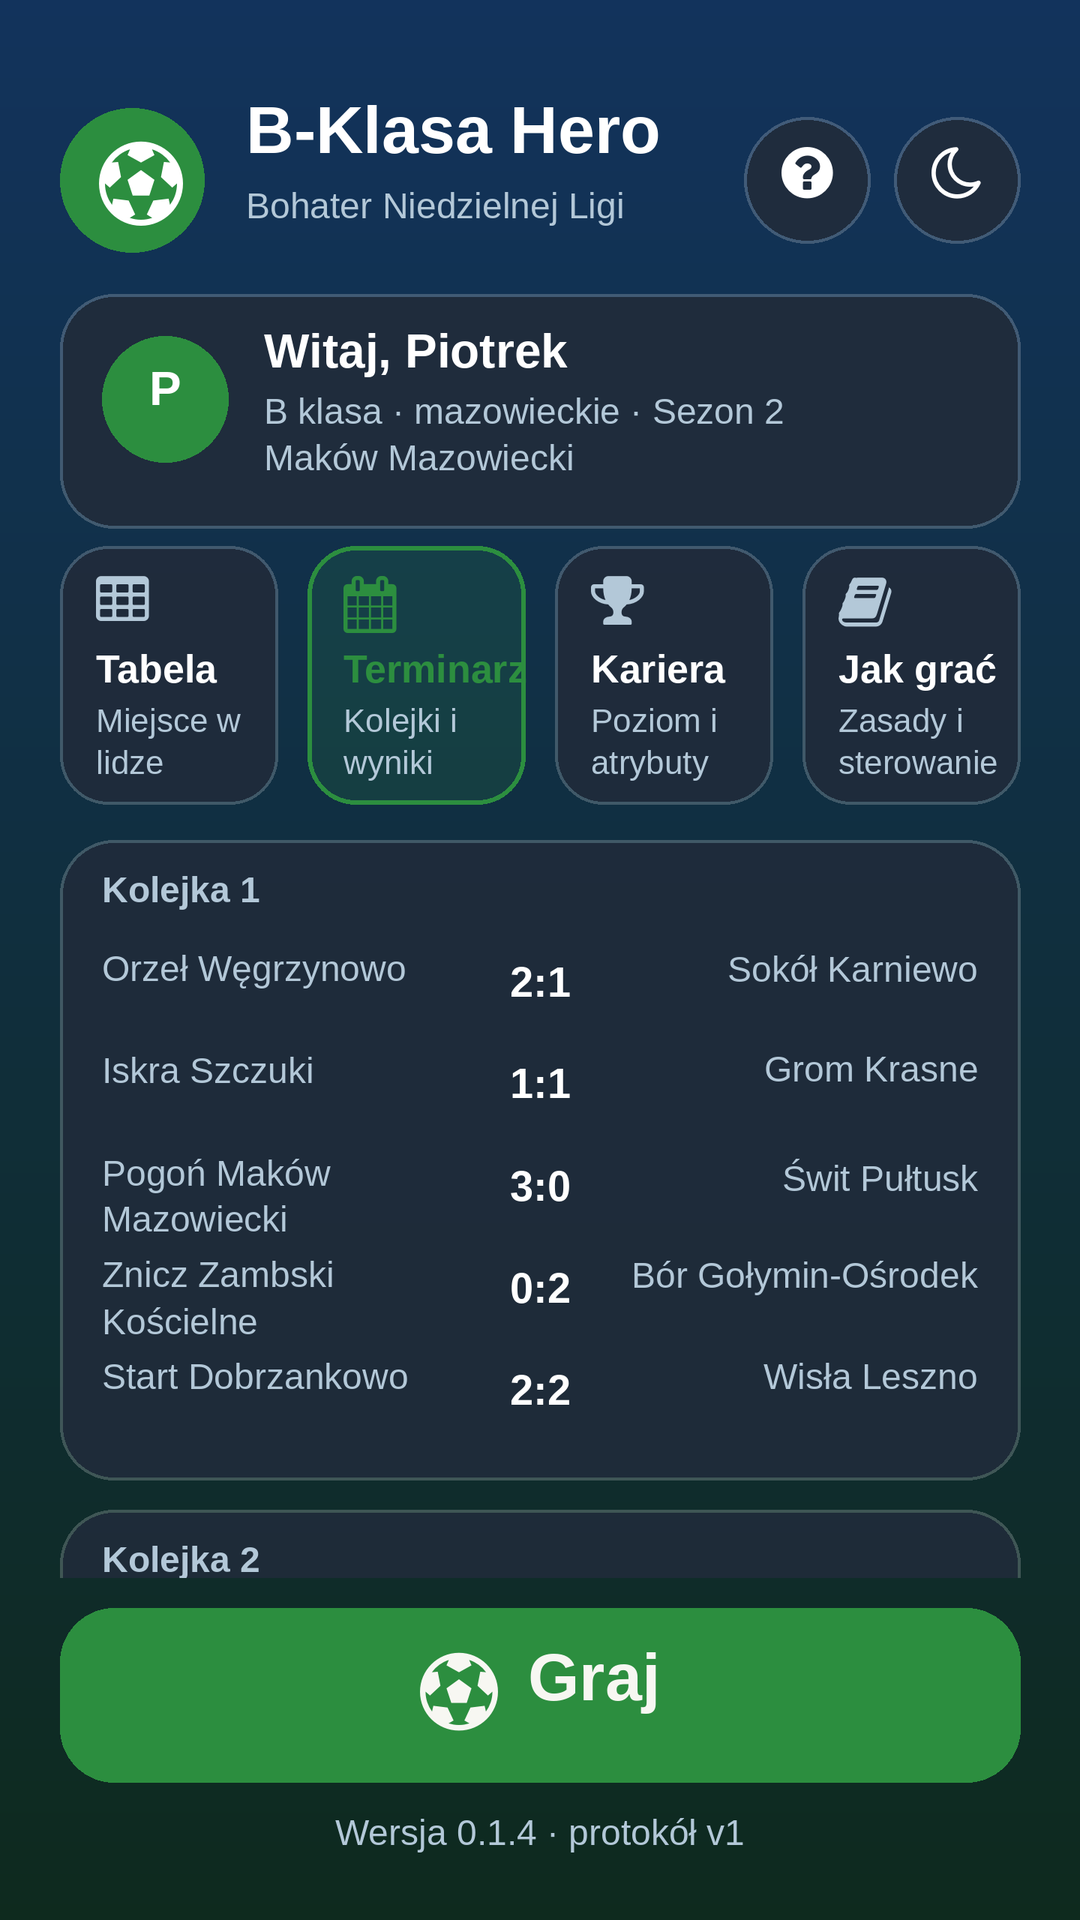 B-Klasa Hero
Bohater Niedzielnej Ligi
P
Witaj, Piotrek
B klasa · mazowieckie · Sezon 2
Maków Mazowiecki
Tabela
Miejsce w
lidze
Terminarz
Kolejki i
wyniki
Kariera
Poziom i
atrybuty
Jak grać
Zasady i
sterowanie
Kolejka 1
Orzeł Węgrzynowo 2:1 Sokół Karniewo
Iskra Szczuki 1:1 Grom Krasne
Pogoń Maków
Mazowiecki 3:0 Świt Pułtusk
Znicz Zambski
Kościelne 0:2 Bór Gołymin-Ośrodek
Start Dobrzankowo 2:2 Wisła Leszno
Kolejka 2
Graj
Wersja 0.1.4 · protokół v1